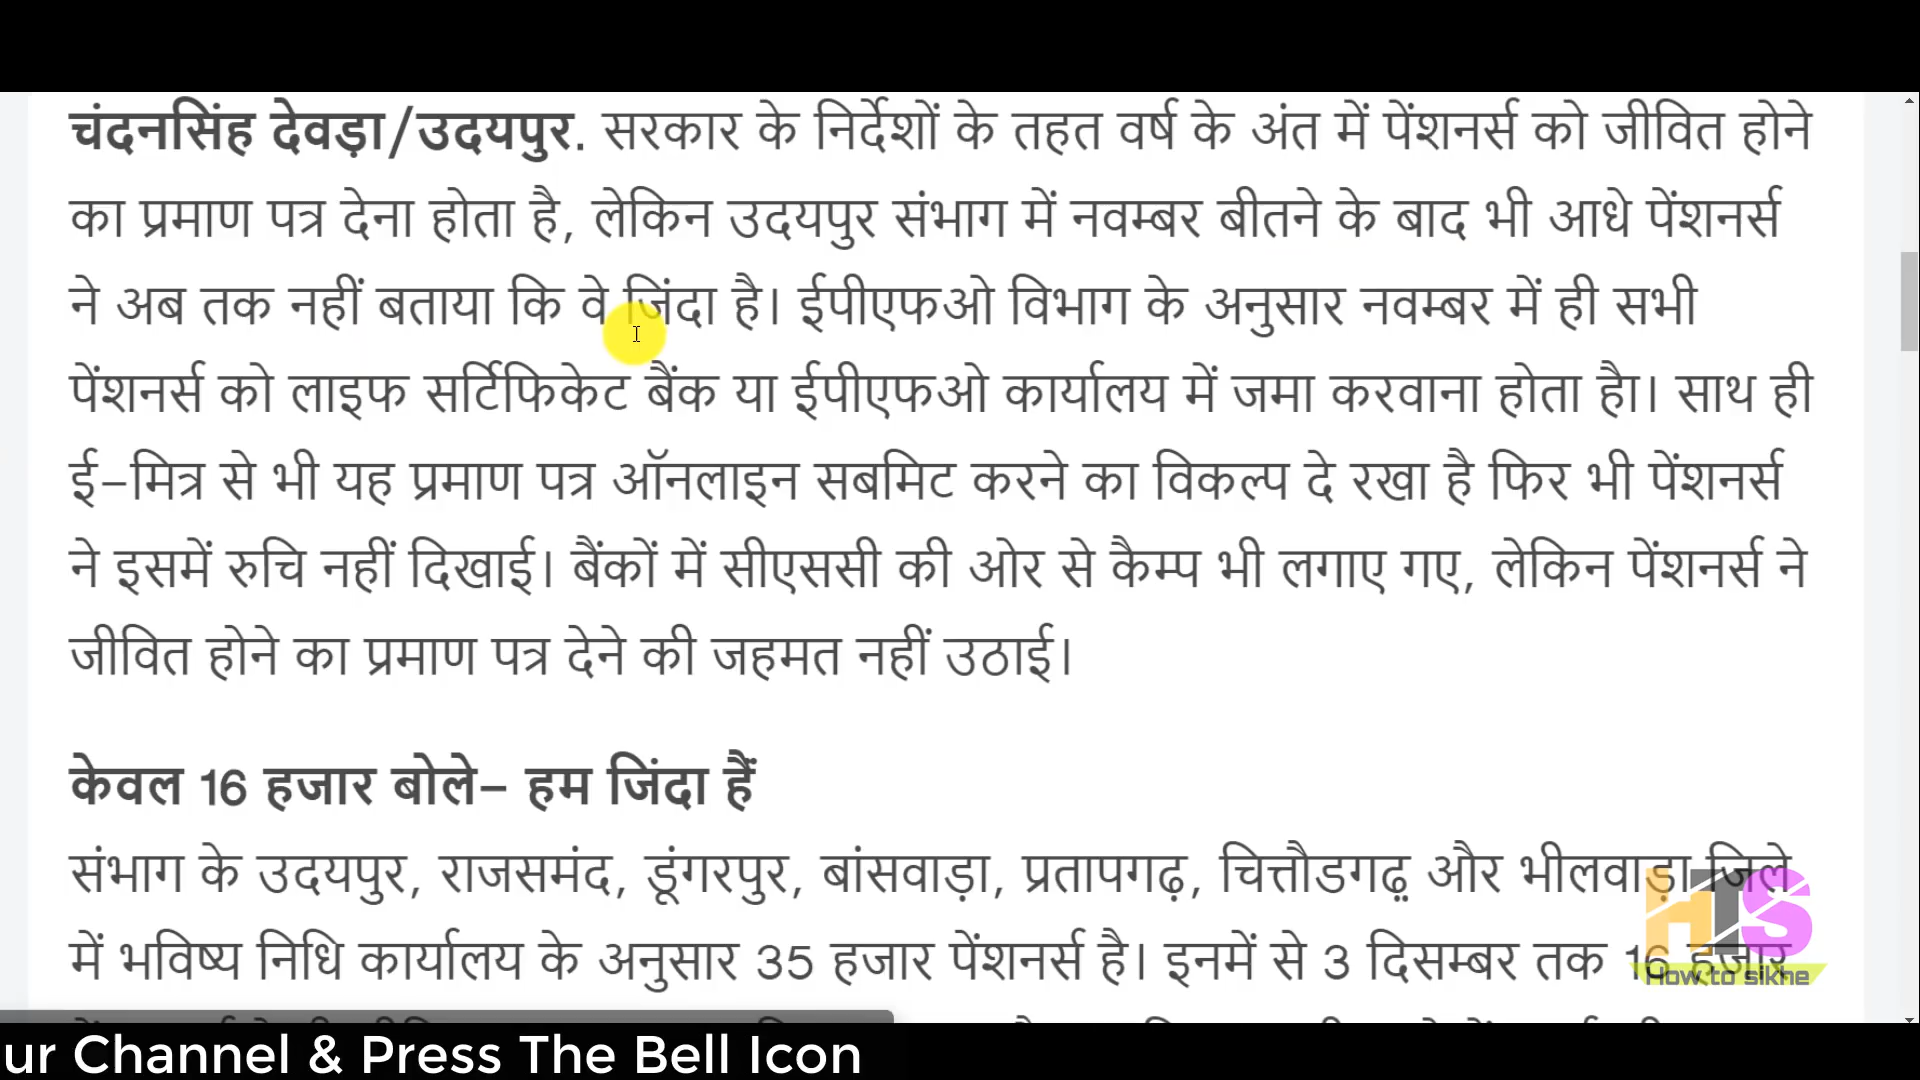 चंदनसिंह देवड़ा/उदयपुर. सरकार के निर्देशों के तहत वर्ष के अंत में पेंशनर्स को जीवित होने
का प्रमाण पत्र देना होता है, लेकिन उदयपुर संभाग में नवम्बर बीतने के बाद भी आधे पेंशनर्स
ने अब तक नहीं बताया कि वे जिंदा है। ईपीएफओ विभाग के अनुसार नवम्बर में ही सभी
पेंशनर्स को लाइफ सर्टिफिकेट बैंक या ईपीएफओ कार्यालय में जमा करवाना होता हैा। साथ ही
ई-मित्र से भी यह प्रमाण पत्र ऑनलाइन सबमिट करने का विकल्प दे रखा है फिर भी पेंशनर्स
ने इसमें रुचि नहीं दिखाई। बैंकों में सीएससी की ओर से कैम्प भी लगाए गए, लेकिन पेंशनर्स ने
जीवित होने का प्रमाण पत्र देने की जहमत नहीं उठाई।
केवल 16 हजार बोले- हम जिंदा हैं
संभाग के उदयपुर, राजसमंद, डूंगरपुर, बांसवाड़ा, प्रतापगढ़, चित्तौडगढ़़ और भीलवाड़ा जिले
में भविष्य निधि कार्यालय के अनुसार 35 हजार पेंशनर्स है। इनमें से 3 दिसम्बर तक 16 हजार
HTS
How to sikhe
ur Channel & Press The Bell Icon